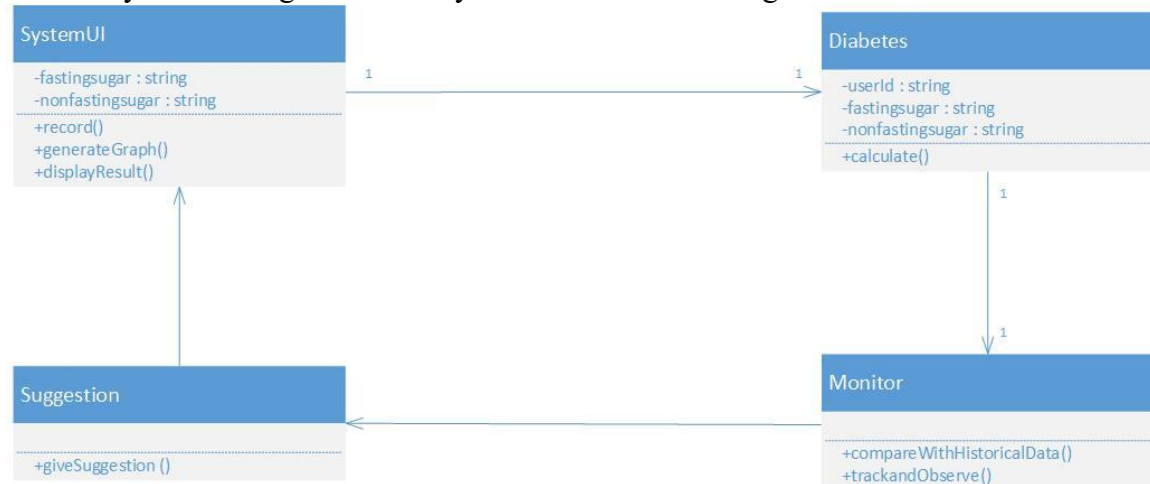 SystemUI
-fastingsugar : string
-nonfastingsugar : string
+record()
+generateGraph()
+displayResult()
1
1
Diabetes
-userId : string
-fastingsugar : string
-nonfastingsugar : string
+calculate()
1
1
Suggestion
+giveSuggestion ()
Monitor
+compareWithHistoricalData()
+trackandObserve()